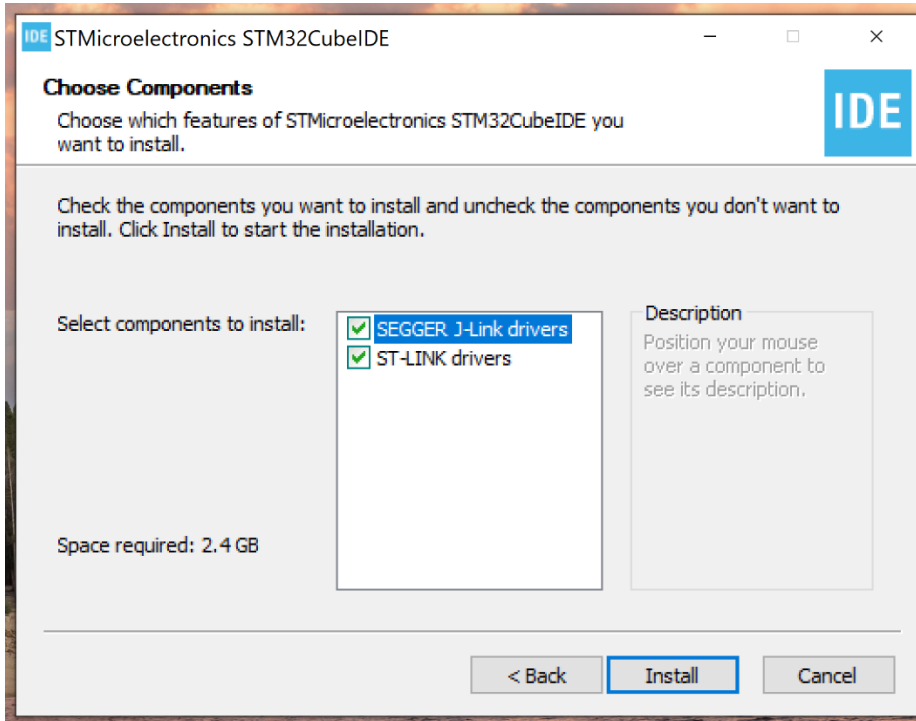 IDE STMicroelectronics STM32CubeIDE
Choose Components
Choose which features of STMicroelectronics STM32CubeIDE you
want to install.
IDE
Check the components you want to install and uncheck the components you don't want to
install. Click Install to start the installation.
Select components to install:
SEGGER J-Link drivers
ST-LINK drivers
Description
Position your mouse
over a component to
see its description.
Space required: 2.4 GB
< Back
Install
Cancel